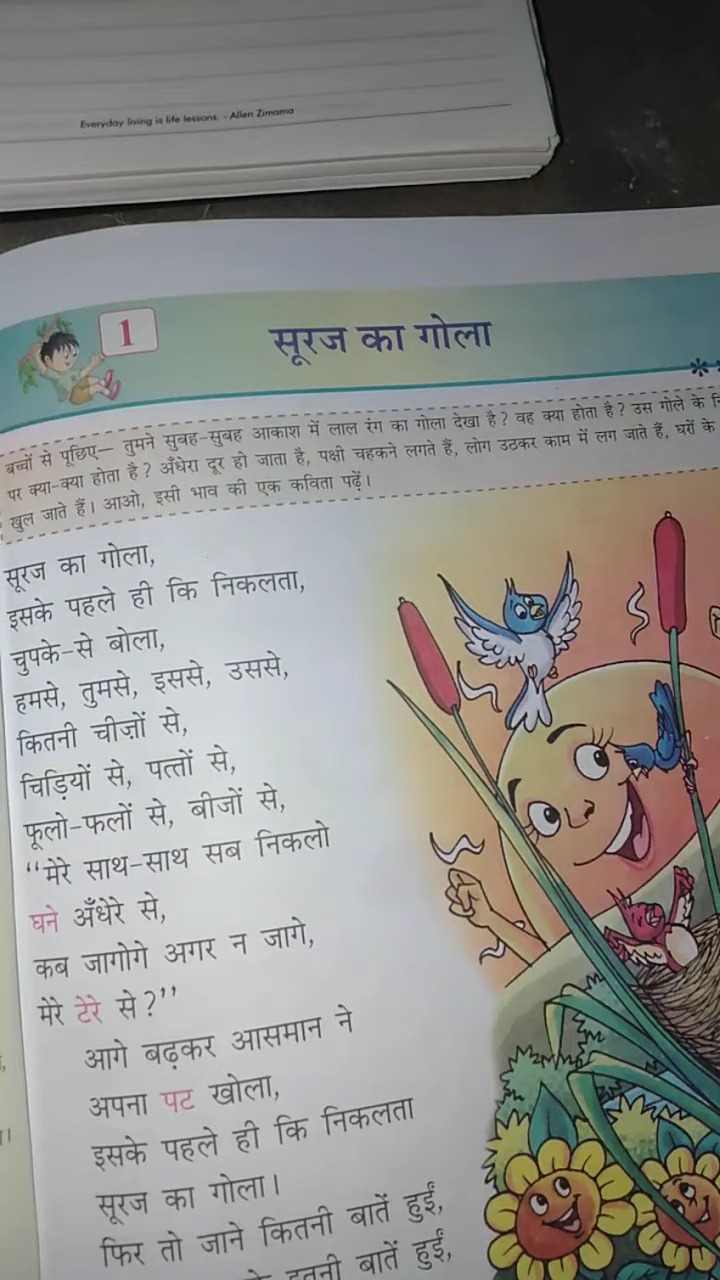 Everyday living is life lessons. - Allen Zimama
1
सूरज का गोला
बच्चों से पूछिए— तुमने सुबह-सुबह आकाश में लाल रंग का गोला देखा है? वह क्या होता है? उस गोले के
पर क्या-क्या होता है? अँधेरा दूर हो जाता है, पक्षी चहकने लगते हैं, लोग उठकर काम में लग जाते हैं, घरों के
खुल जाते हैं। आओ, इसी भाव की एक कविता पढ़ें।
सूरज का गोला,
इसके पहले ही कि निकलता,
चुपके-से बोला,
हमसे, तुमसे, इससे, उससे,
कितनी चीज़ों से,
चिड़ियों से, पत्तों से,
फूलो-फलों से, बीजों से,
“मेरे साथ-साथ सब निकलो
घने अँधेरे से,
कब जागोगे अगर न जागे,
मेरे टेरे से?”
आगे बढ़कर आसमान ने
अपना पट खोला,
इसके पहले ही कि निकलता
सूरज का गोला।
फिर तो जाने कितनी बातें हुईं,
इतनी बातें हुईं,